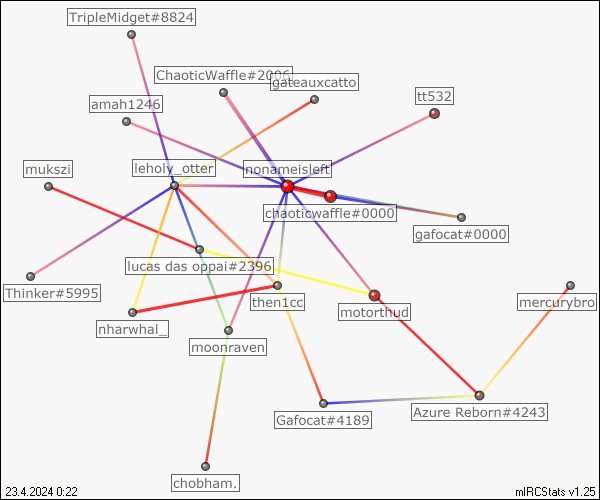 TripleMidget#8824
ChaoticWaffle#2006
gateauxcatto
tt532
amah1246
mukszi
leholy_otter
nonameisleft
chaoticwaffle#0000
gafocat#0000
lucas das oppai#2396
Thinker#5995
then1cc
mercurybro
motorthud
nharwhal_
moonraven
Gafocat#4189
Azure Reborn#4243
chobham.
23.4.2024 0:22
mIRCStats v1.25